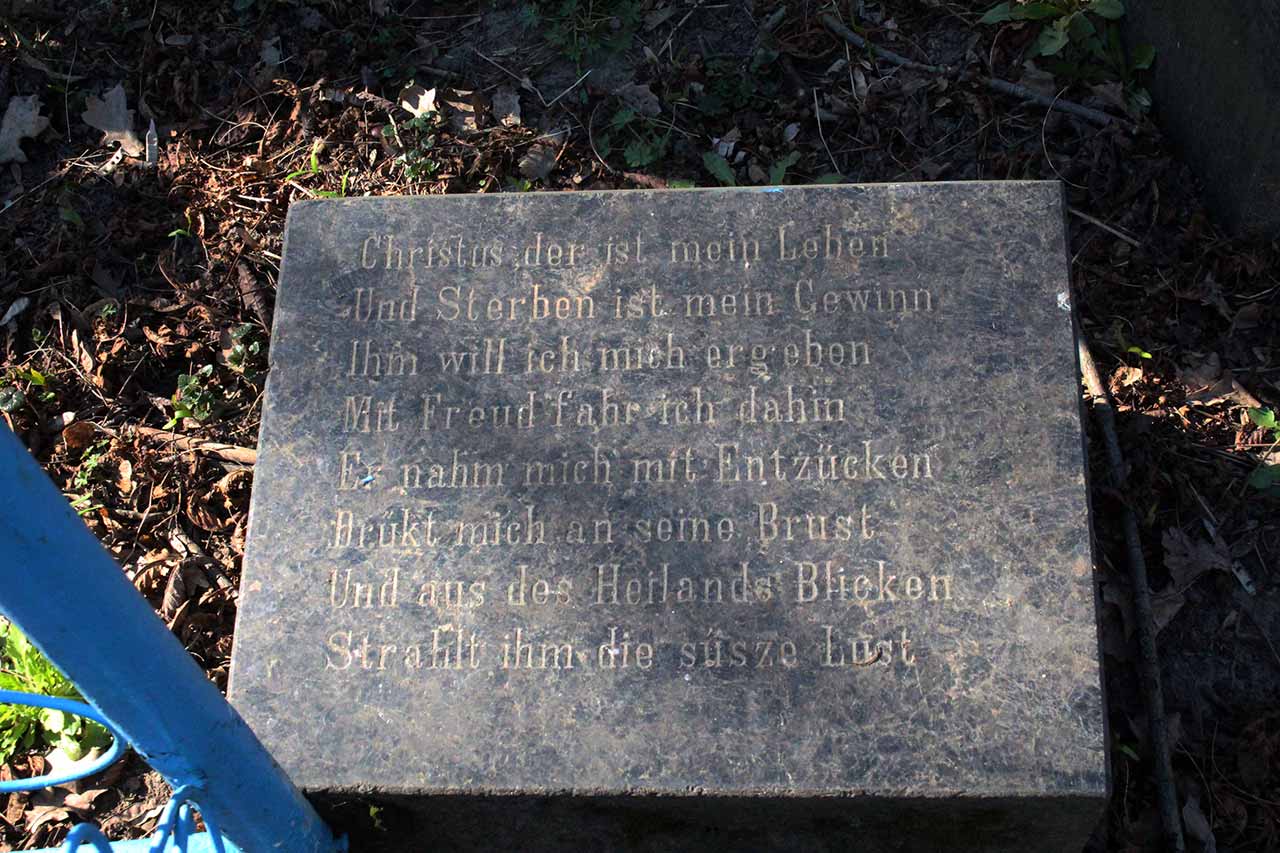 Christus der ist mein Leben
Und Sterben ist mein Gewinn
Ihm will ich mich ergeben
Mit Freud fahr ich dahin
Er nahm mich mit Entzücken
Drükt mich an seine Brust
Und aus des Heilands Blicken
Strahlt ihm die süsze Lust